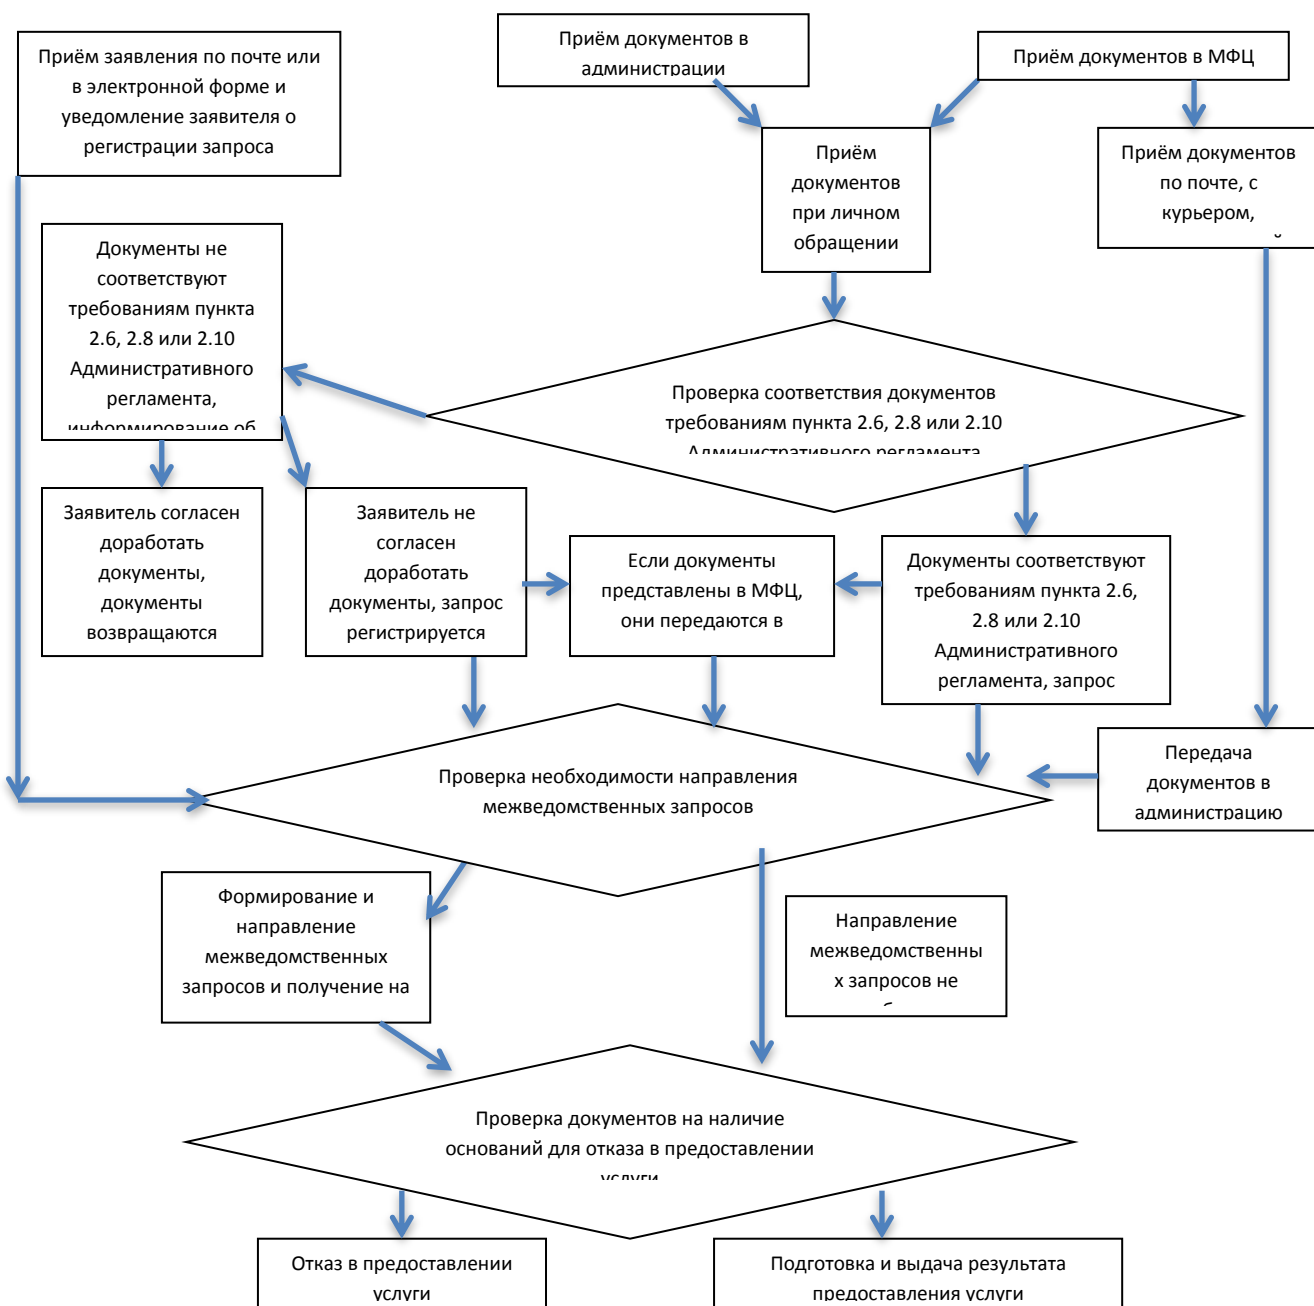 Приём заявления по почте или
в электронной форме и
уведомление заявителя о
регистрации запроса
Приём документов в
администрации
Приём документов в МФЦ
Приём
документов
при личном
обращении
Приём документов
по почте, с
курьером,
Документы не
соответствуют
требованиям пункта
2.6, 2.8 или 2.10
Административного
регламента,
информирование об
Проверка соответствия документов
требованиям пункта 2.6, 2.8 или 2.10
Административного регламента
Заявитель согласен
доработать
документы,
документы
возвращаются
Заявитель не
согласен
доработать
документы, запрос
регистрируется
Если документы
представлены в МФЦ,
они передаются в
Документы соответствуют
требованиям пункта 2.6,
2.8 или 2.10
Административного
регламента, запрос
Передача
документов в
администрацию
Проверка необходимости направления
межведомственных запросов
Формирование и
направление
межведомственных
запросов и получение на
Направление
межведомственны
х запросов не
Проверка документов на наличие
оснований для отказа в предоставлении
услуги
Отказ в предоставлении
услуги
Подготовка и выдача результата
предоставления услуги